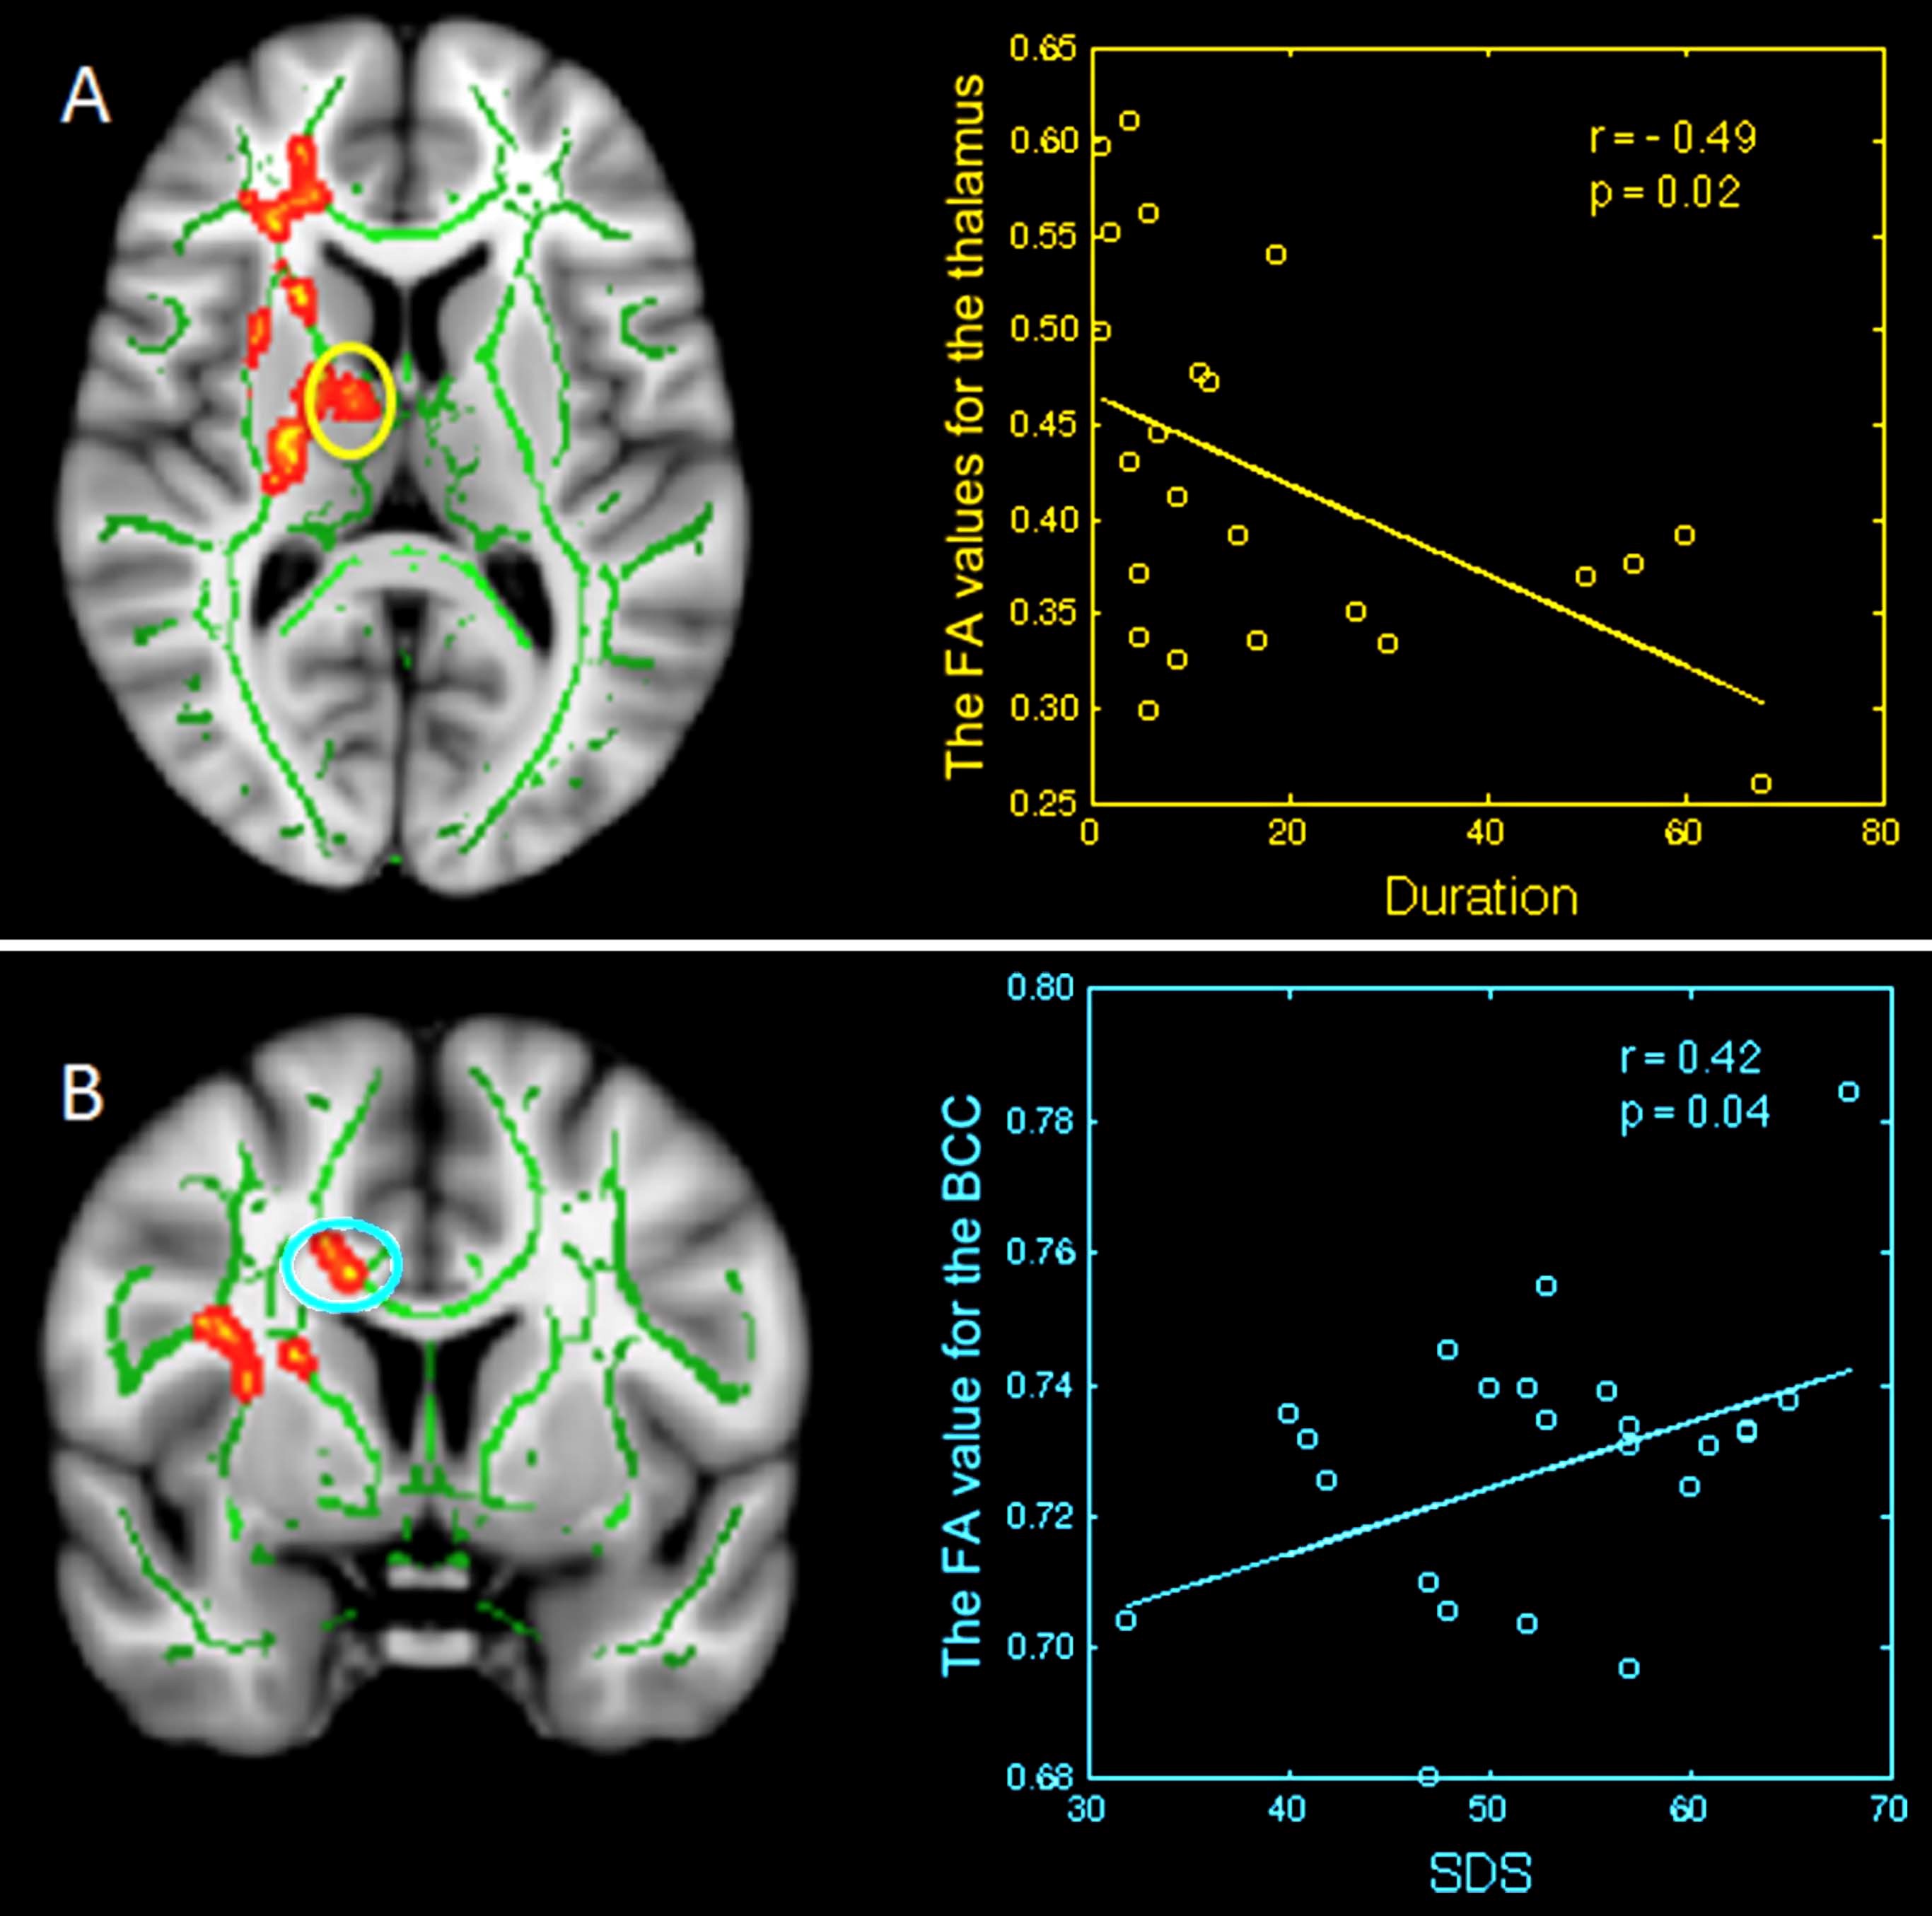 A
The FA values for the thalamus
0.65
0.60
0.55
0.50
0.45
0.40
0.35
0.30
0.25
r = - 0.49
p = 0.02
0 20 40 60 80
Duration
B
The FA value for the BCC
0.80
0.78
0.76
0.74
0.72
0.70
0.68
r = 0.42
p = 0.04
30 40 50 60 70
SDS